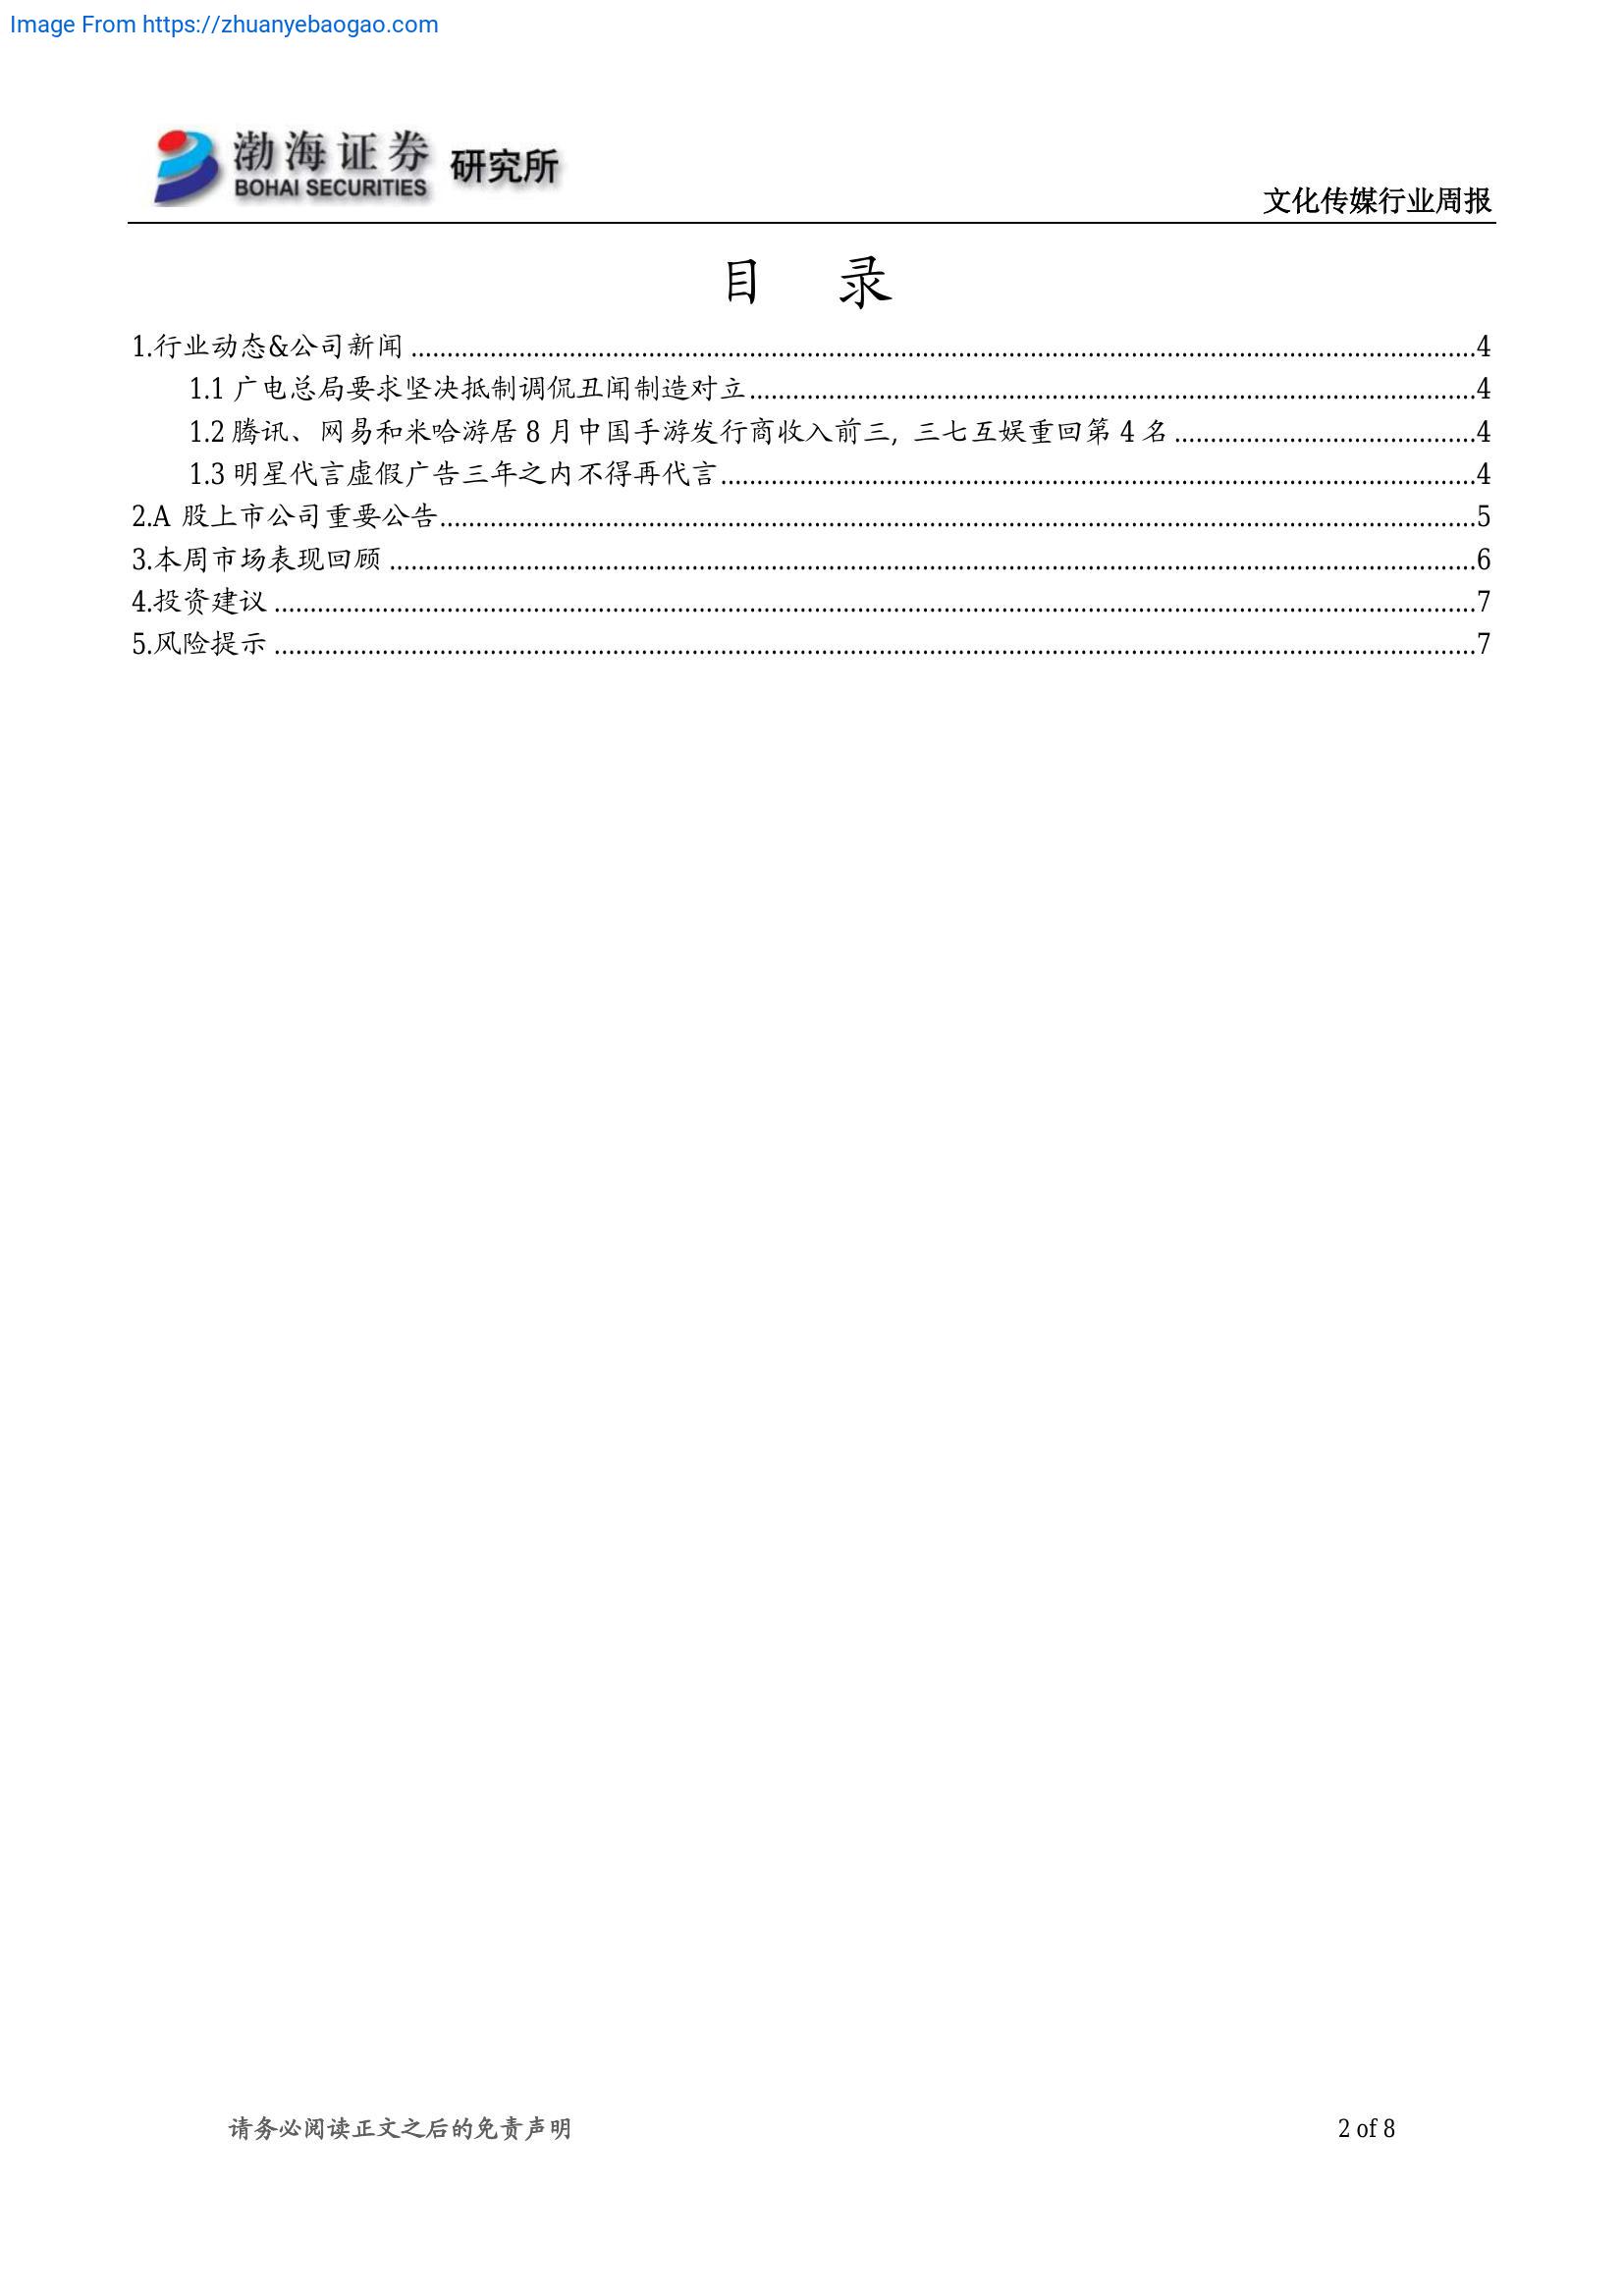 Image From https://zhuanyebaogao.com
渤海证券 研究所
BOHAI SECURITIES
文化传媒行业周报
目 录
1.行业动态&公司新闻 ........................................ 4
1.1 广电总局要求坚决抵制调侃丑闻制造对立 ........................................ 4
1.2 腾讯、网易和米哈游居 8 月中国手游发行商收入前三, 三七互娱重回第 4 名 ........................................ 4
1.3 明星代言虚假广告三年之内不得再代言 ........................................ 4
2.A 股上市公司重要公告 ........................................ 5
3.本周市场表现回顾 ........................................ 6
4.投资建议 ........................................ 7
5.风险提示 ........................................ 7
请务必阅读正文之后的免责声明
2 of 8